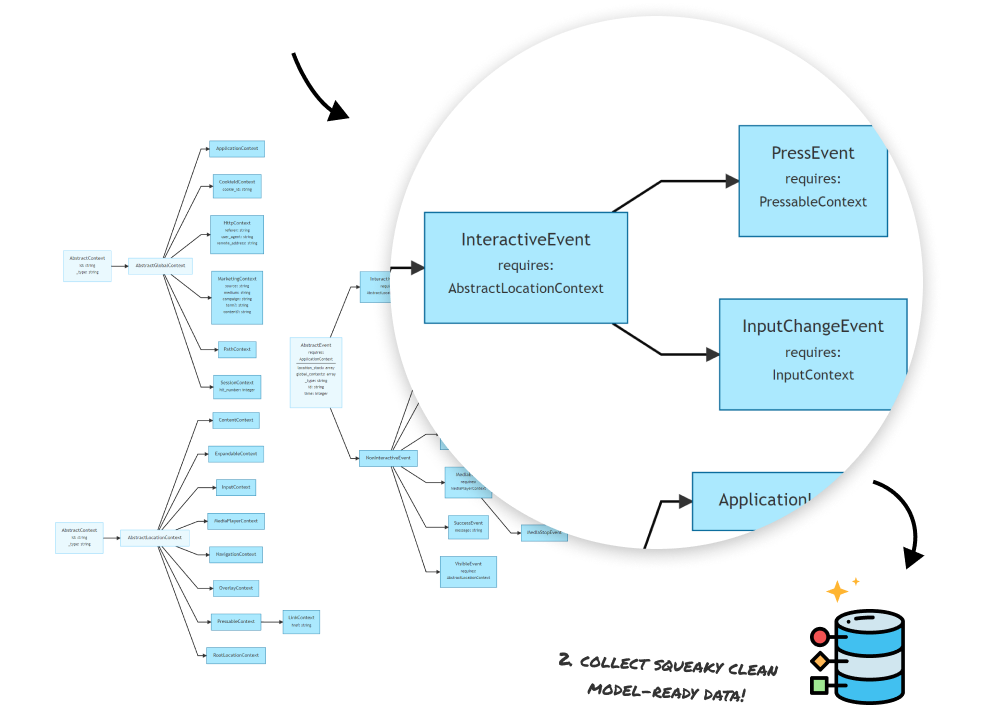 ApplicationContext
CookieIdContext
cookie_id: string
HttpContext
referer: string
user_agent: string
remote_address: string
AbstractContext
id: string
_type: string
AbstractGlobalContext
MarketingContext
source: string
medium: string
campaign: string
term?: string
content?: string
PathContext
SessionContext
hit_number: integer
AbstractContext
id: string
_type: string
AbstractLocationContext
ContentContext
ExpandableContext
InputContext
MediaPlayerContext
NavigationContext
OverlayContext
PressableContext
LinkContext
href: string
RootLocationContext
AbstractEvent
requires:
ApplicationContext
location_stack: array
global_contexts: array
_type: string
id: string
time: integer
NonInteractiveEvent
requires:
MediaPlayerContext
SuccessEvent
message: string
MediaStopEvent
VisibleEvent
requires:
AbstractLocationContext
InteractiveEvent
requires:
AbstractLocationContext
PressEvent
requires:
PressableContext
InputChangeEvent
requires:
InputContext
2. COLLECT SQUEAKY CLEAN
MODEL-READY DATA!